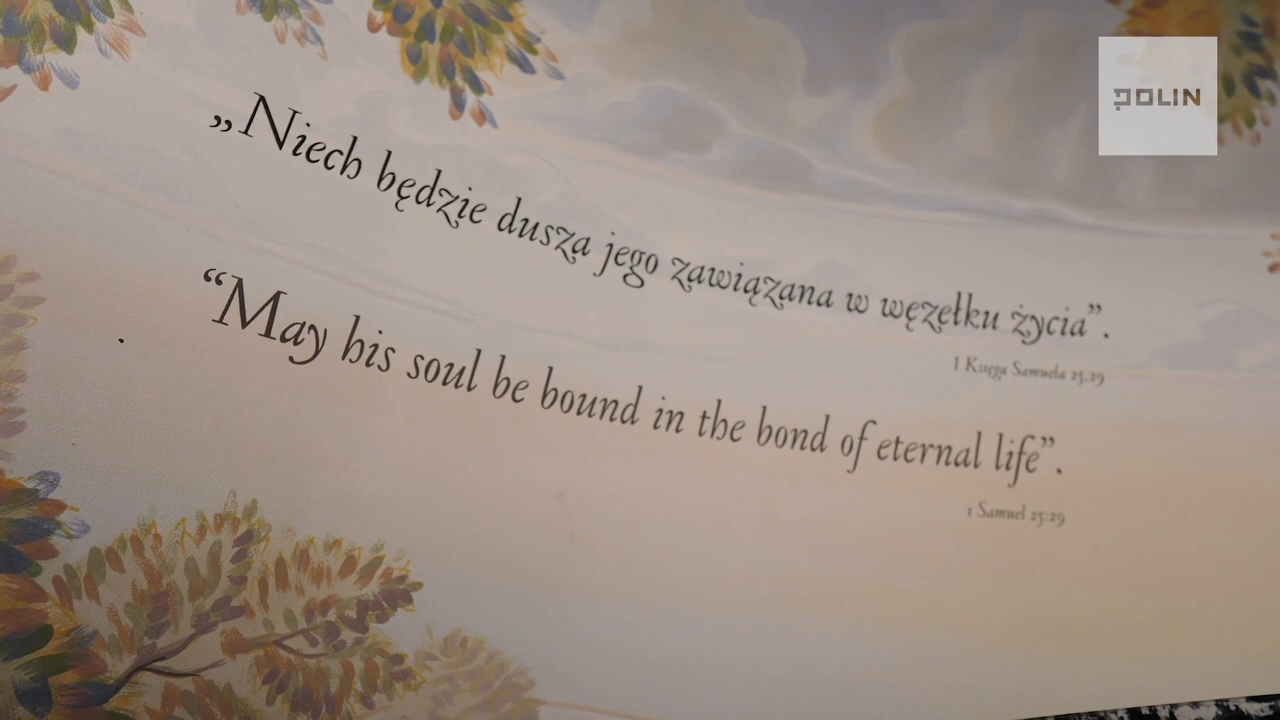 „Niech będzie dusza jego zawiązana w węzełku życia”.
1 Księga Samuela 25,29
“May his soul be bound in the bond of eternal life”.
1 Samuel 25:29
POLIN